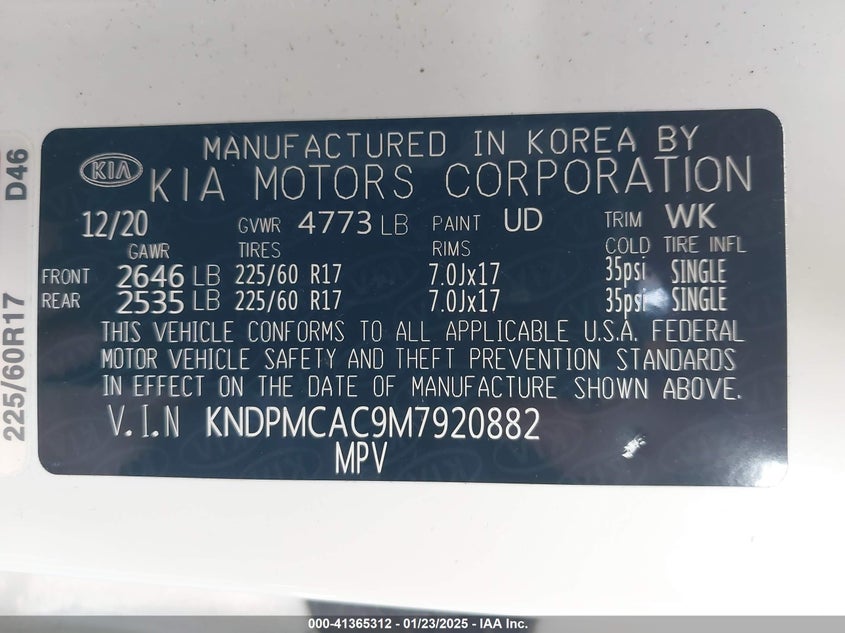 MANUFACTURED IN KOREA BY
KIA KIA MOTORS CORPORATION
12/20 GVWR 4773 LB PAINT UD TRIM WK
GAWR TIRES RIMS COLD TIRE INFL
FRONT 2646 LB 225/60 R17 7.0Jx17 35psi SINGLE
REAR 2535 LB 225/60 R17 7.0Jx17 35psi SINGLE
THIS VEHICLE CONFORMS TO ALL APPLICABLE U.S.A. FEDERAL
MOTOR VEHICLE SAFETY AND THEFT PREVENTION STANDARDS
IN EFFECT ON THE DATE OF MANUFACTURE SHOWN ABOVE.
V.I.N KNDPMCAC9M7920882
MPV
225/60R17 D46
000-41365312 - 01/23/2025 - IAA Inc.